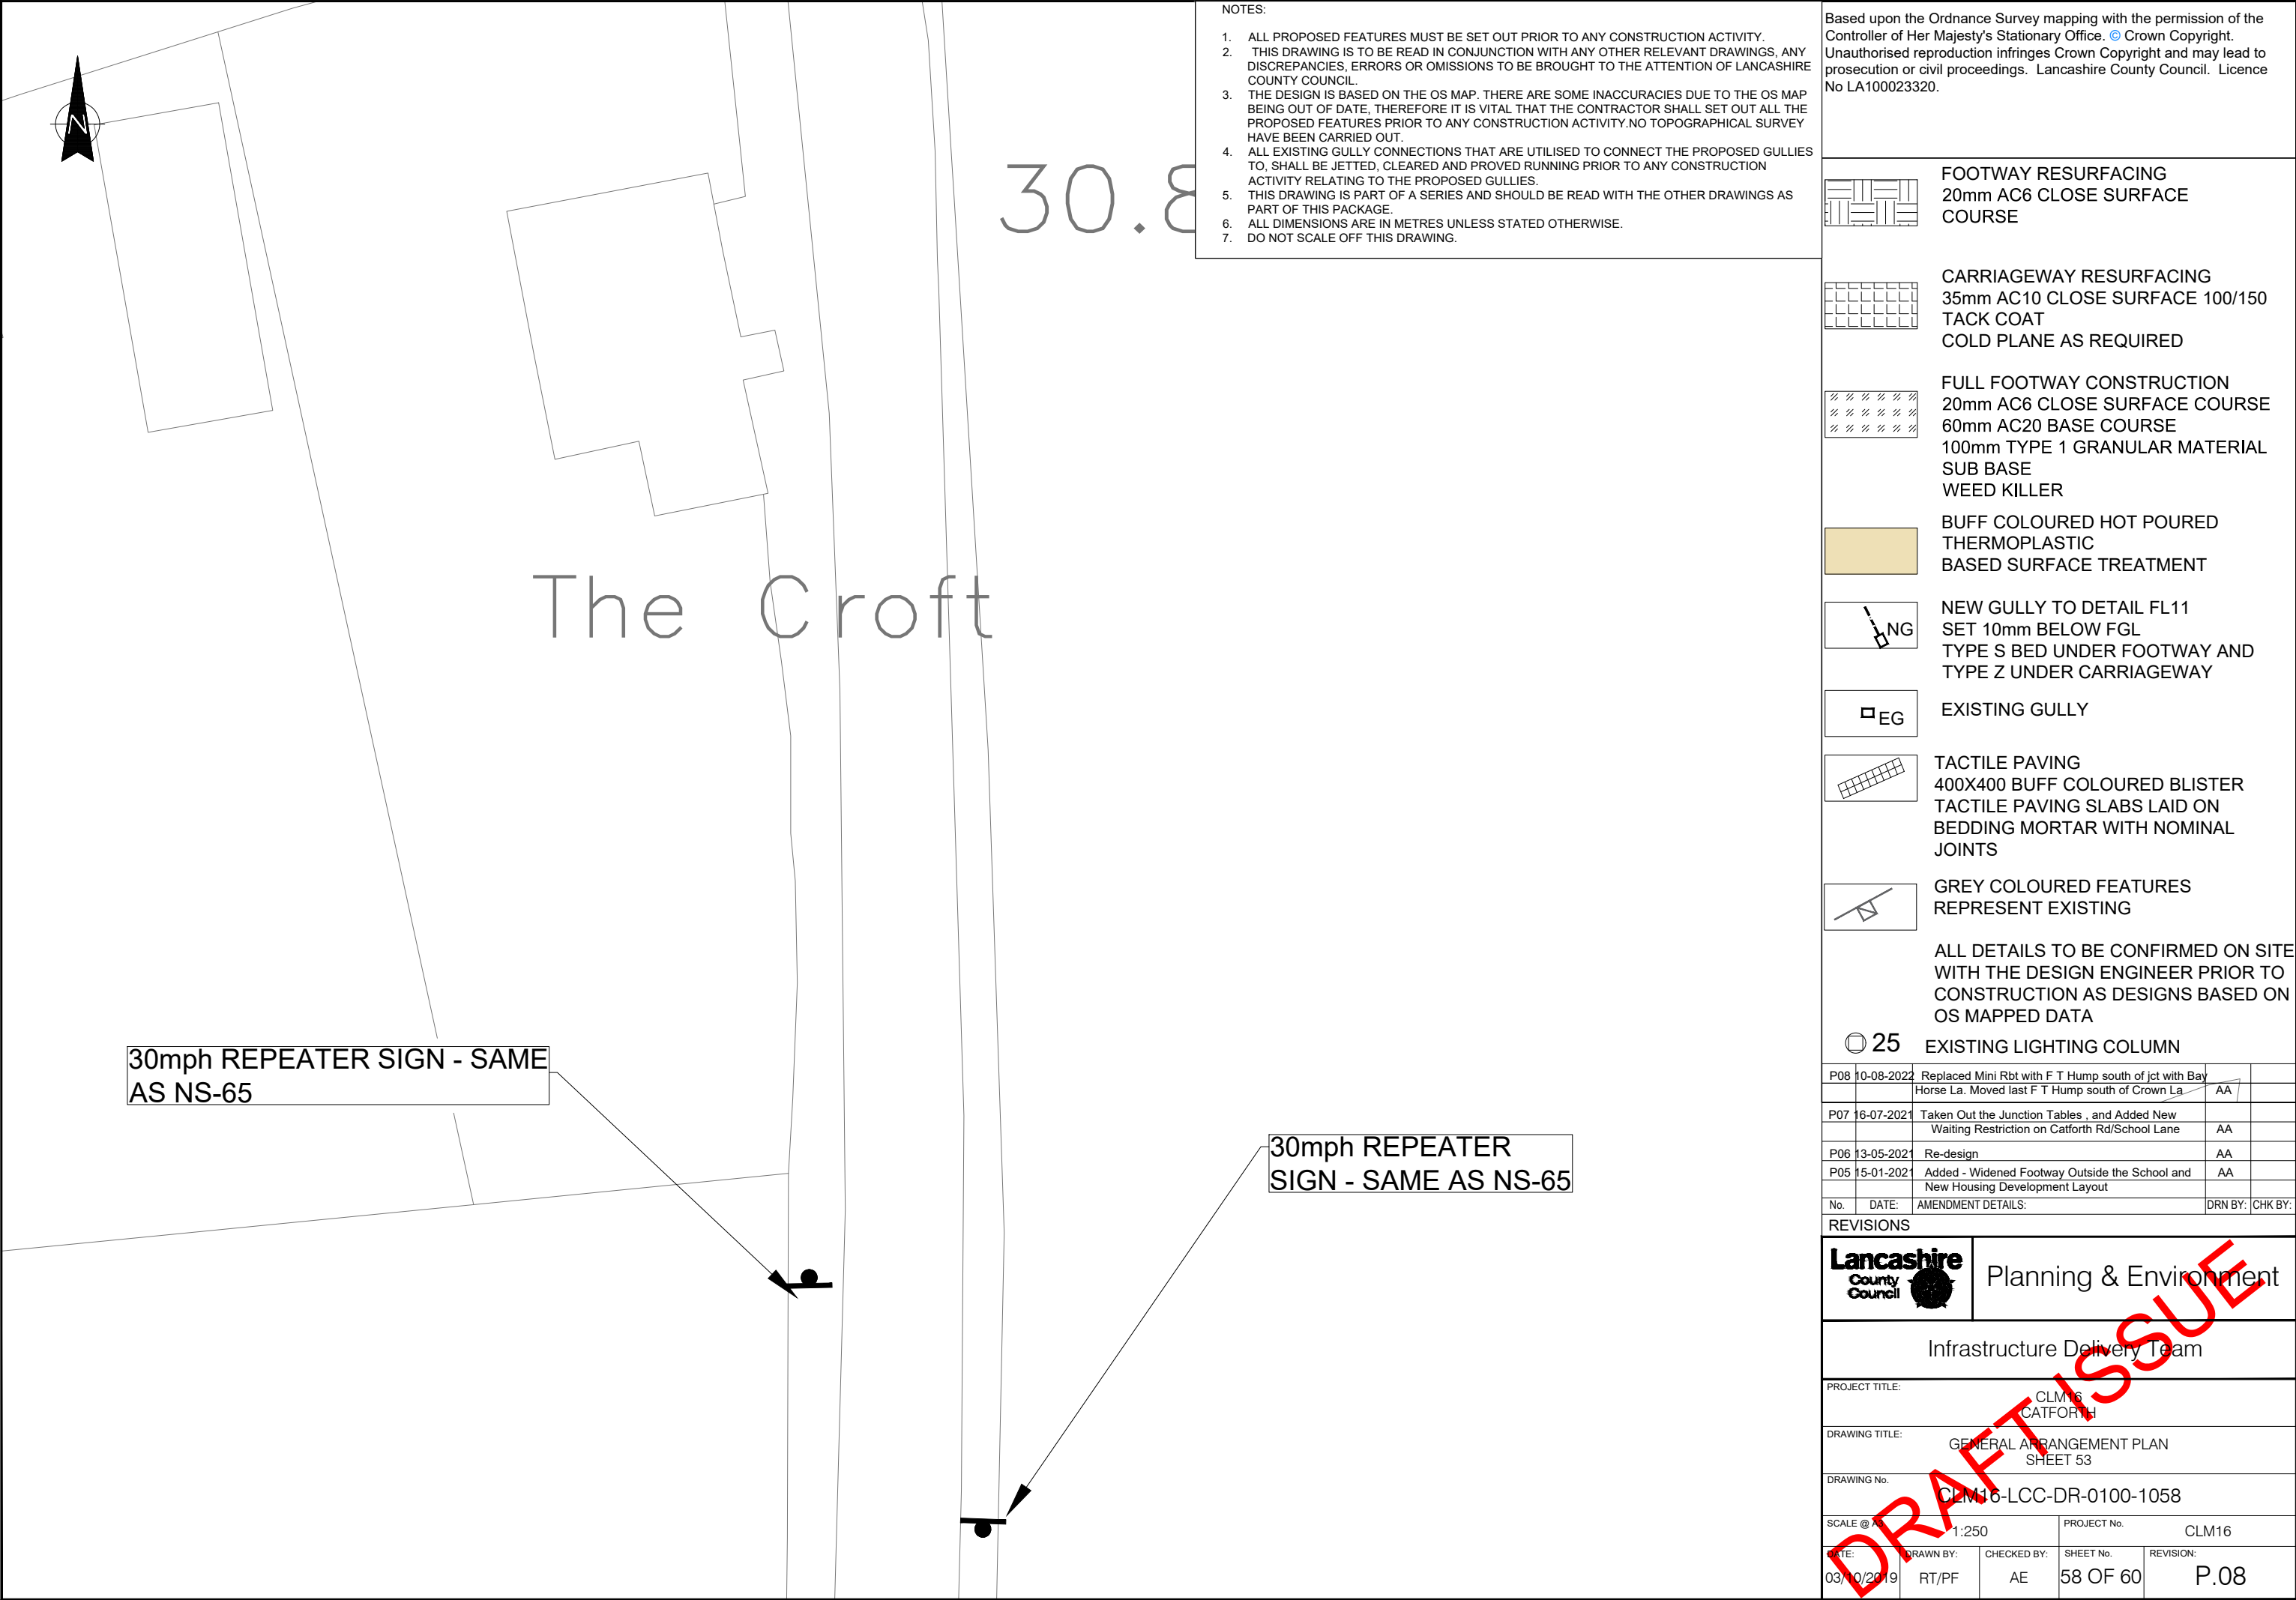 NOTES:
1. ALL PROPOSED FEATURES MUST BE SET OUT PRIOR TO ANY CONSTRUCTION ACTIVITY.
2. THIS DRAWING IS TO BE READ IN CONJUNCTION WITH ANY OTHER RELEVANT DRAWINGS, ANY
DISCREPANCIES, ERRORS OR OMISSIONS TO BE BROUGHT TO THE ATTENTION OF LANCASHIRE
COUNTY COUNCIL.
3. THE DESIGN IS BASED ON THE OS MAP. THERE ARE SOME INACCURACIES DUE TO THE OS MAP
BEING OUT OF DATE, THEREFORE IT IS VITAL THAT THE CONTRACTOR SHALL SET OUT ALL THE
PROPOSED FEATURES PRIOR TO ANY CONSTRUCTION ACTIVITY.NO TOPOGRAPHICAL SURVEY
HAVE BEEN CARRIED OUT.
4. ALL EXISTING GULLY CONNECTIONS THAT ARE UTILISED TO CONNECT THE PROPOSED GULLIES
TO, SHALL BE JETTED, CLEARED AND PROVED RUNNING PRIOR TO ANY CONSTRUCTION
ACTIVITY RELATING TO THE PROPOSED GULLIES.
5. THIS DRAWING IS PART OF A SERIES AND SHOULD BE READ WITH THE OTHER DRAWINGS AS
PART OF THIS PACKAGE.
6. ALL DIMENSIONS ARE IN METRES UNLESS STATED OTHERWISE.
7. DO NOT SCALE OFF THIS DRAWING.
N
30.8
The Croft
30mph REPEATER SIGN - SAME
AS NS-65
30mph REPEATER
SIGN - SAME AS NS-65
Based upon the Ordnance Survey mapping with the permission of the
Controller of Her Majesty's Stationary Office. © Crown Copyright.
Unauthorised reproduction infringes Crown Copyright and may lead to
prosecution or civil proceedings. Lancashire County Council. Licence
No LA100023320.
FOOTWAY RESURFACING
20mm AC6 CLOSE SURFACE
COURSE
CARRIAGEWAY RESURFACING
35mm AC10 CLOSE SURFACE 100/150
TACK COAT
COLD PLANE AS REQUIRED
FULL FOOTWAY CONSTRUCTION
20mm AC6 CLOSE SURFACE COURSE
60mm AC20 BASE COURSE
100mm TYPE 1 GRANULAR MATERIAL
SUB BASE
WEED KILLER
BUFF COLOURED HOT POURED
THERMOPLASTIC
BASED SURFACE TREATMENT
NG
NEW GULLY TO DETAIL FL11
SET 10mm BELOW FGL
TYPE S BED UNDER FOOTWAY AND
TYPE Z UNDER CARRIAGEWAY
EG EXISTING GULLY
TACTILE PAVING
400X400 BUFF COLOURED BLISTER
TACTILE PAVING SLABS LAID ON
BEDDING MORTAR WITH NOMINAL
JOINTS
GREY COLOURED FEATURES
REPRESENT EXISTING
ALL DETAILS TO BE CONFIRMED ON SITE
WITH THE DESIGN ENGINEER PRIOR TO
CONSTRUCTION AS DESIGNS BASED ON
OS MAPPED DATA
25 EXISTING LIGHTING COLUMN
P08 10-08-2022 Replaced Mini Rbt with F T Hump south of jct with Bay
Horse La. Moved last F T Hump south of Crown La AA
P07 16-07-2021 Taken Out the Junction Tables , and Added New
Waiting Restriction on Catforth Rd/School Lane AA
P06 13-05-2021 Re-design AA
P05 15-01-2021 Added - Widened Footway Outside the School and AA
New Housing Development Layout
No. DATE: AMENDMENT DETAILS: DRN BY: CHK BY:
REVISIONS
Lancashire
County
Council
Planning & Environment
Infrastructure Delivery Team
PROJECT TITLE:
CLM16
CATFORTH
DRAWING TITLE:
GENERAL ARRANGEMENT PLAN
SHEET 53
DRAWING No.
CLM16-LCC-DR-0100-1058
SCALE @ A3 1:250 PROJECT No. CLM16
DATE: DRAWN BY: CHECKED BY: SHEET No. REVISION:
03/10/2019 RT/PF AE 58 OF 60 P.08
DRAFT ISSUE